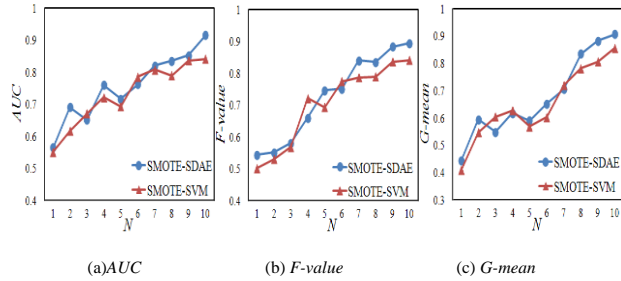 1
0.9
0.8
0.7
0.6
0.5
0.4
AUC
1 2 3 4 5 6 7 8 9 10
N
SMOTE-SDAE
SMOTE-SVM
(a)AUC
1
0.9
0.8
0.7
0.6
0.5
0.4
F-value
1 2 3 4 5 6 7 8 9 10
N
SMOTE-SDAE
SMOTE-SVM
(b) F-value
1
0.9
0.8
0.7
0.6
0.5
0.4
0.3
G-mean
1 2 3 4 5 6 7 8 9 10
N
SMOTE-SDAE
SMOTE-SVM
(c) G-mean